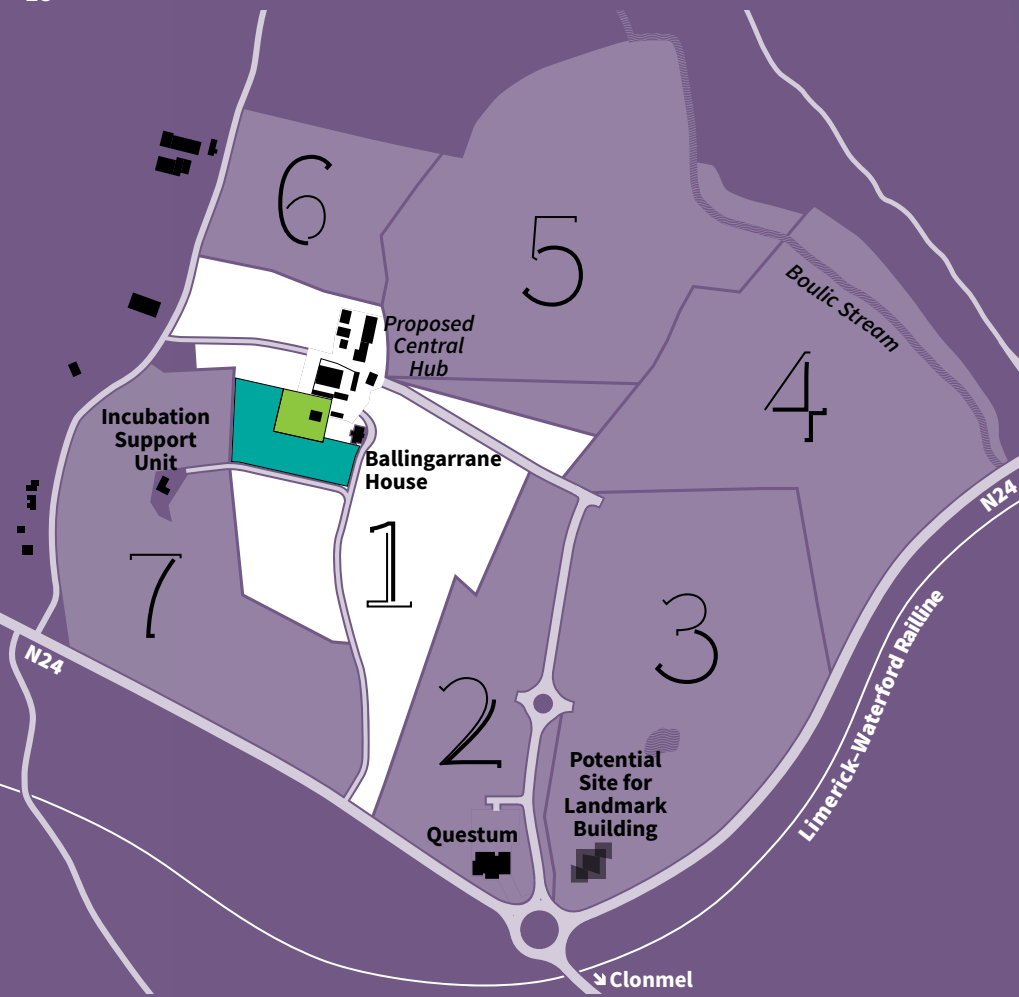 6
5
Boulic Stream
Proposed
Central
Hub
4
Incubation
Support
Unit
Ballingarrane
House
N24
1
7
3
N24
2
Limerick–Waterford Railline
Potential
Site for
Landmark
Building
Questum
Clonmel